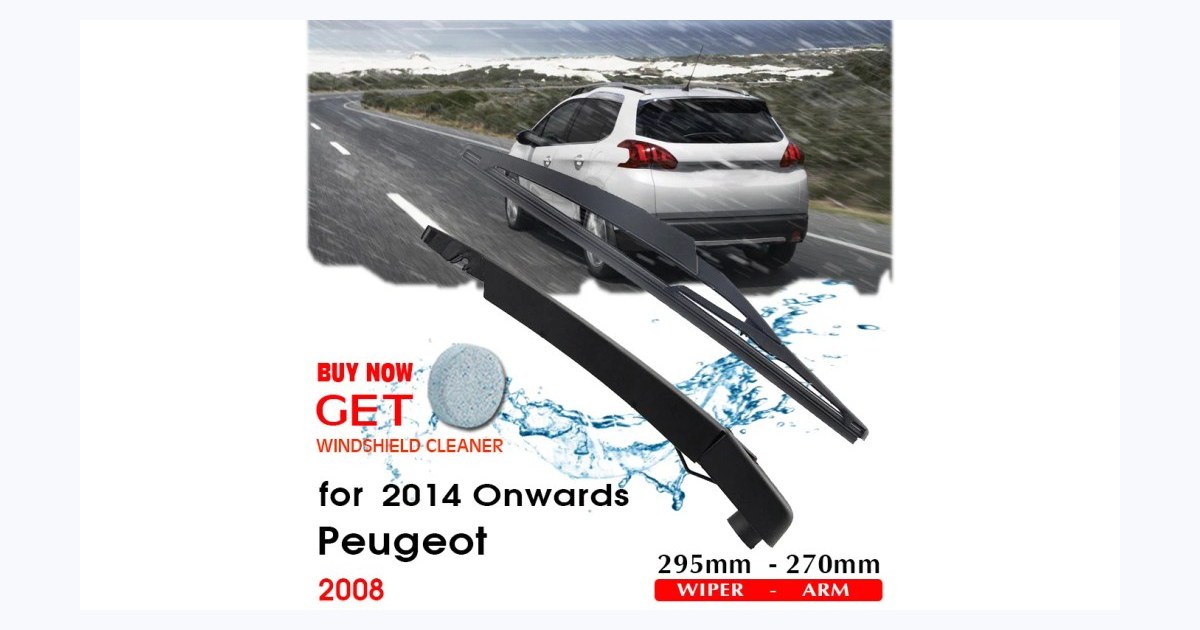 BUY NOW
GET
WINDSHIELD CLEANER
for 2014 Onwards
Peugeot
2008
295mm - 270mm
WIPER - ARM